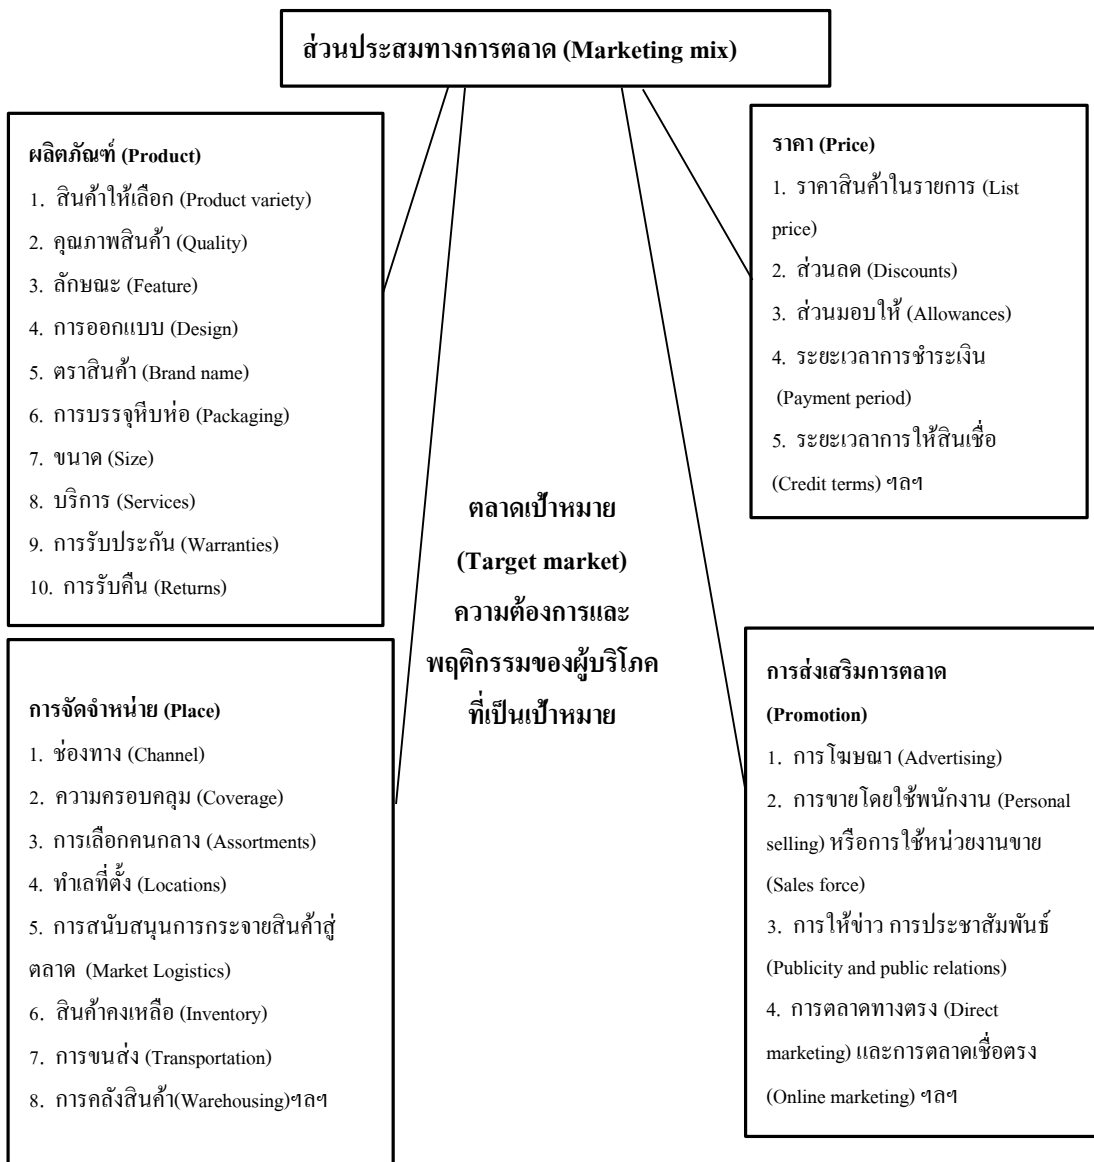 ส่วนประสมทางการตลาด (Marketing mix)
ผลิตภัณฑ์ (Product)
1. สินค้าให้เลือก (Product variety)
2. คุณภาพสินค้า (Quality)
3. ลักษณะ (Feature)
4. การออกแบบ (Design)
5. ตราสินค้า (Brand name)
6. การบรรจุหีบห่อ (Packaging)
7. ขนาด (Size)
8. บริการ (Services)
9. การรับประกัน (Warranties)
10. การรับคืน (Returns)
ราคา (Price)
1. ราคาสินค้าในรายการ (List
price)
2. ส่วนลด (Discounts)
3. ส่วนมอบให้ (Allowances)
4. ระยะเวลาการชำระเงิน
(Payment period)
5. ระยะเวลาการให้สินเชื่อ
(Credit terms) ฯลฯ
ตลาดเป้าหมาย
(Target market)
ความต้องการและ
พฤติกรรมของผู้บริโภค
ที่เป็นเป้าหมาย
การจัดจำหน่าย (Place)
1. ช่องทาง (Channel)
2. ความครอบคลุม (Coverage)
3. การเลือกคนกลาง (Assortments)
4. ทำเลที่ตั้ง (Locations)
5. การสนับสนุนการกระจายสินค้าสู่
ตลาด (Market Logistics)
6. สินค้าคงเหลือ (Inventory)
7. การขนส่ง (Transportation)
8. การคลังสินค้า(Warehousing)ฯลฯ
การส่งเสริมการตลาด
(Promotion)
1. การโฆษณา (Advertising)
2. การขายโดยใช้พนักงาน (Personal
selling) หรือการใช้หน่วยงานขาย
(Sales force)
3. การให้ข่าว การประชาสัมพันธ์
(Publicity and public relations)
4. การตลาดทางตรง (Direct
marketing) และการตลาดเชื่อตรง
(Online marketing) ฯลฯ